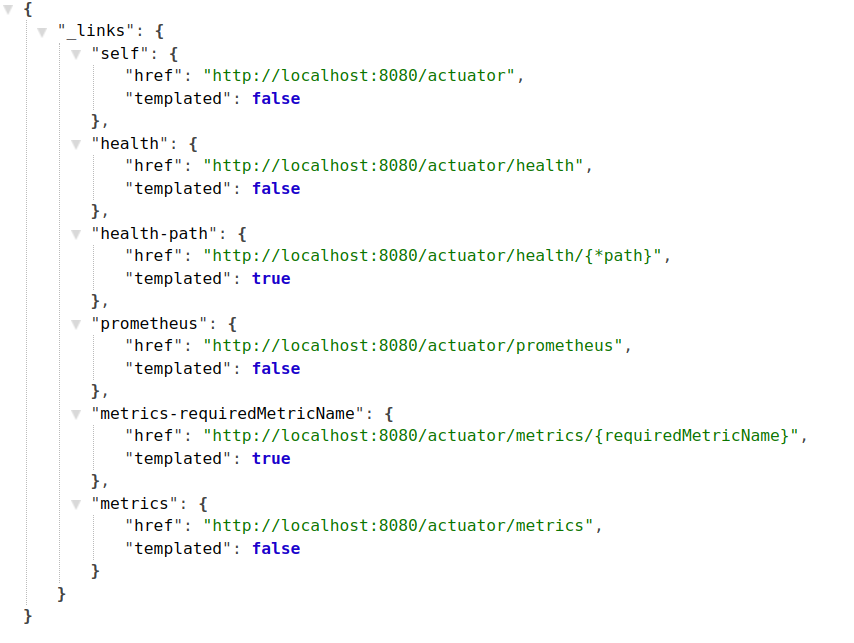 {
"_links": {
"self": {
"href": "http://localhost:8080/actuator",
"templated": false
},
"health": {
"href": "http://localhost:8080/actuator/health",
"templated": false
},
"health-path": {
"href": "http://localhost:8080/actuator/health/{*path}",
"templated": true
},
"prometheus": {
"href": "http://localhost:8080/actuator/prometheus",
"templated": false
},
"metrics-requiredMetricName": {
"href": "http://localhost:8080/actuator/metrics/{requiredMetricName}",
"templated": true
},
"metrics": {
"href": "http://localhost:8080/actuator/metrics",
"templated": false
}
}
}